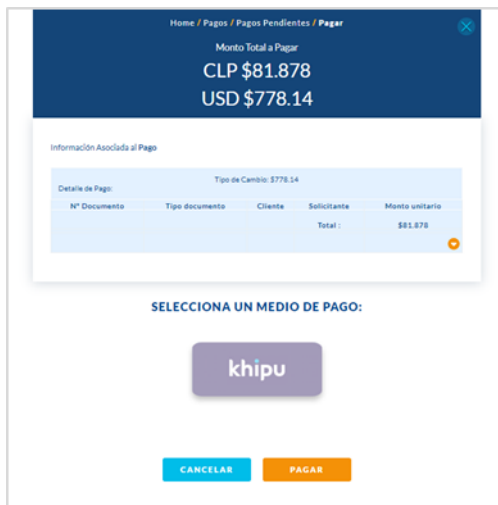 Home / Pagos / Pagos Pendientes / Pagar
Monto Total a Pagar
CLP $81.878
USD $778.14
Información Asociada al Pago
Tipo de Cambio: $778.14
Detalle de Pago:
Nº Documento Tipo documento Cliente Solicitante Monto unitario
Total : $81.878
SELECCIONA UN MEDIO DE PAGO:
khipu
CANCELAR PAGAR